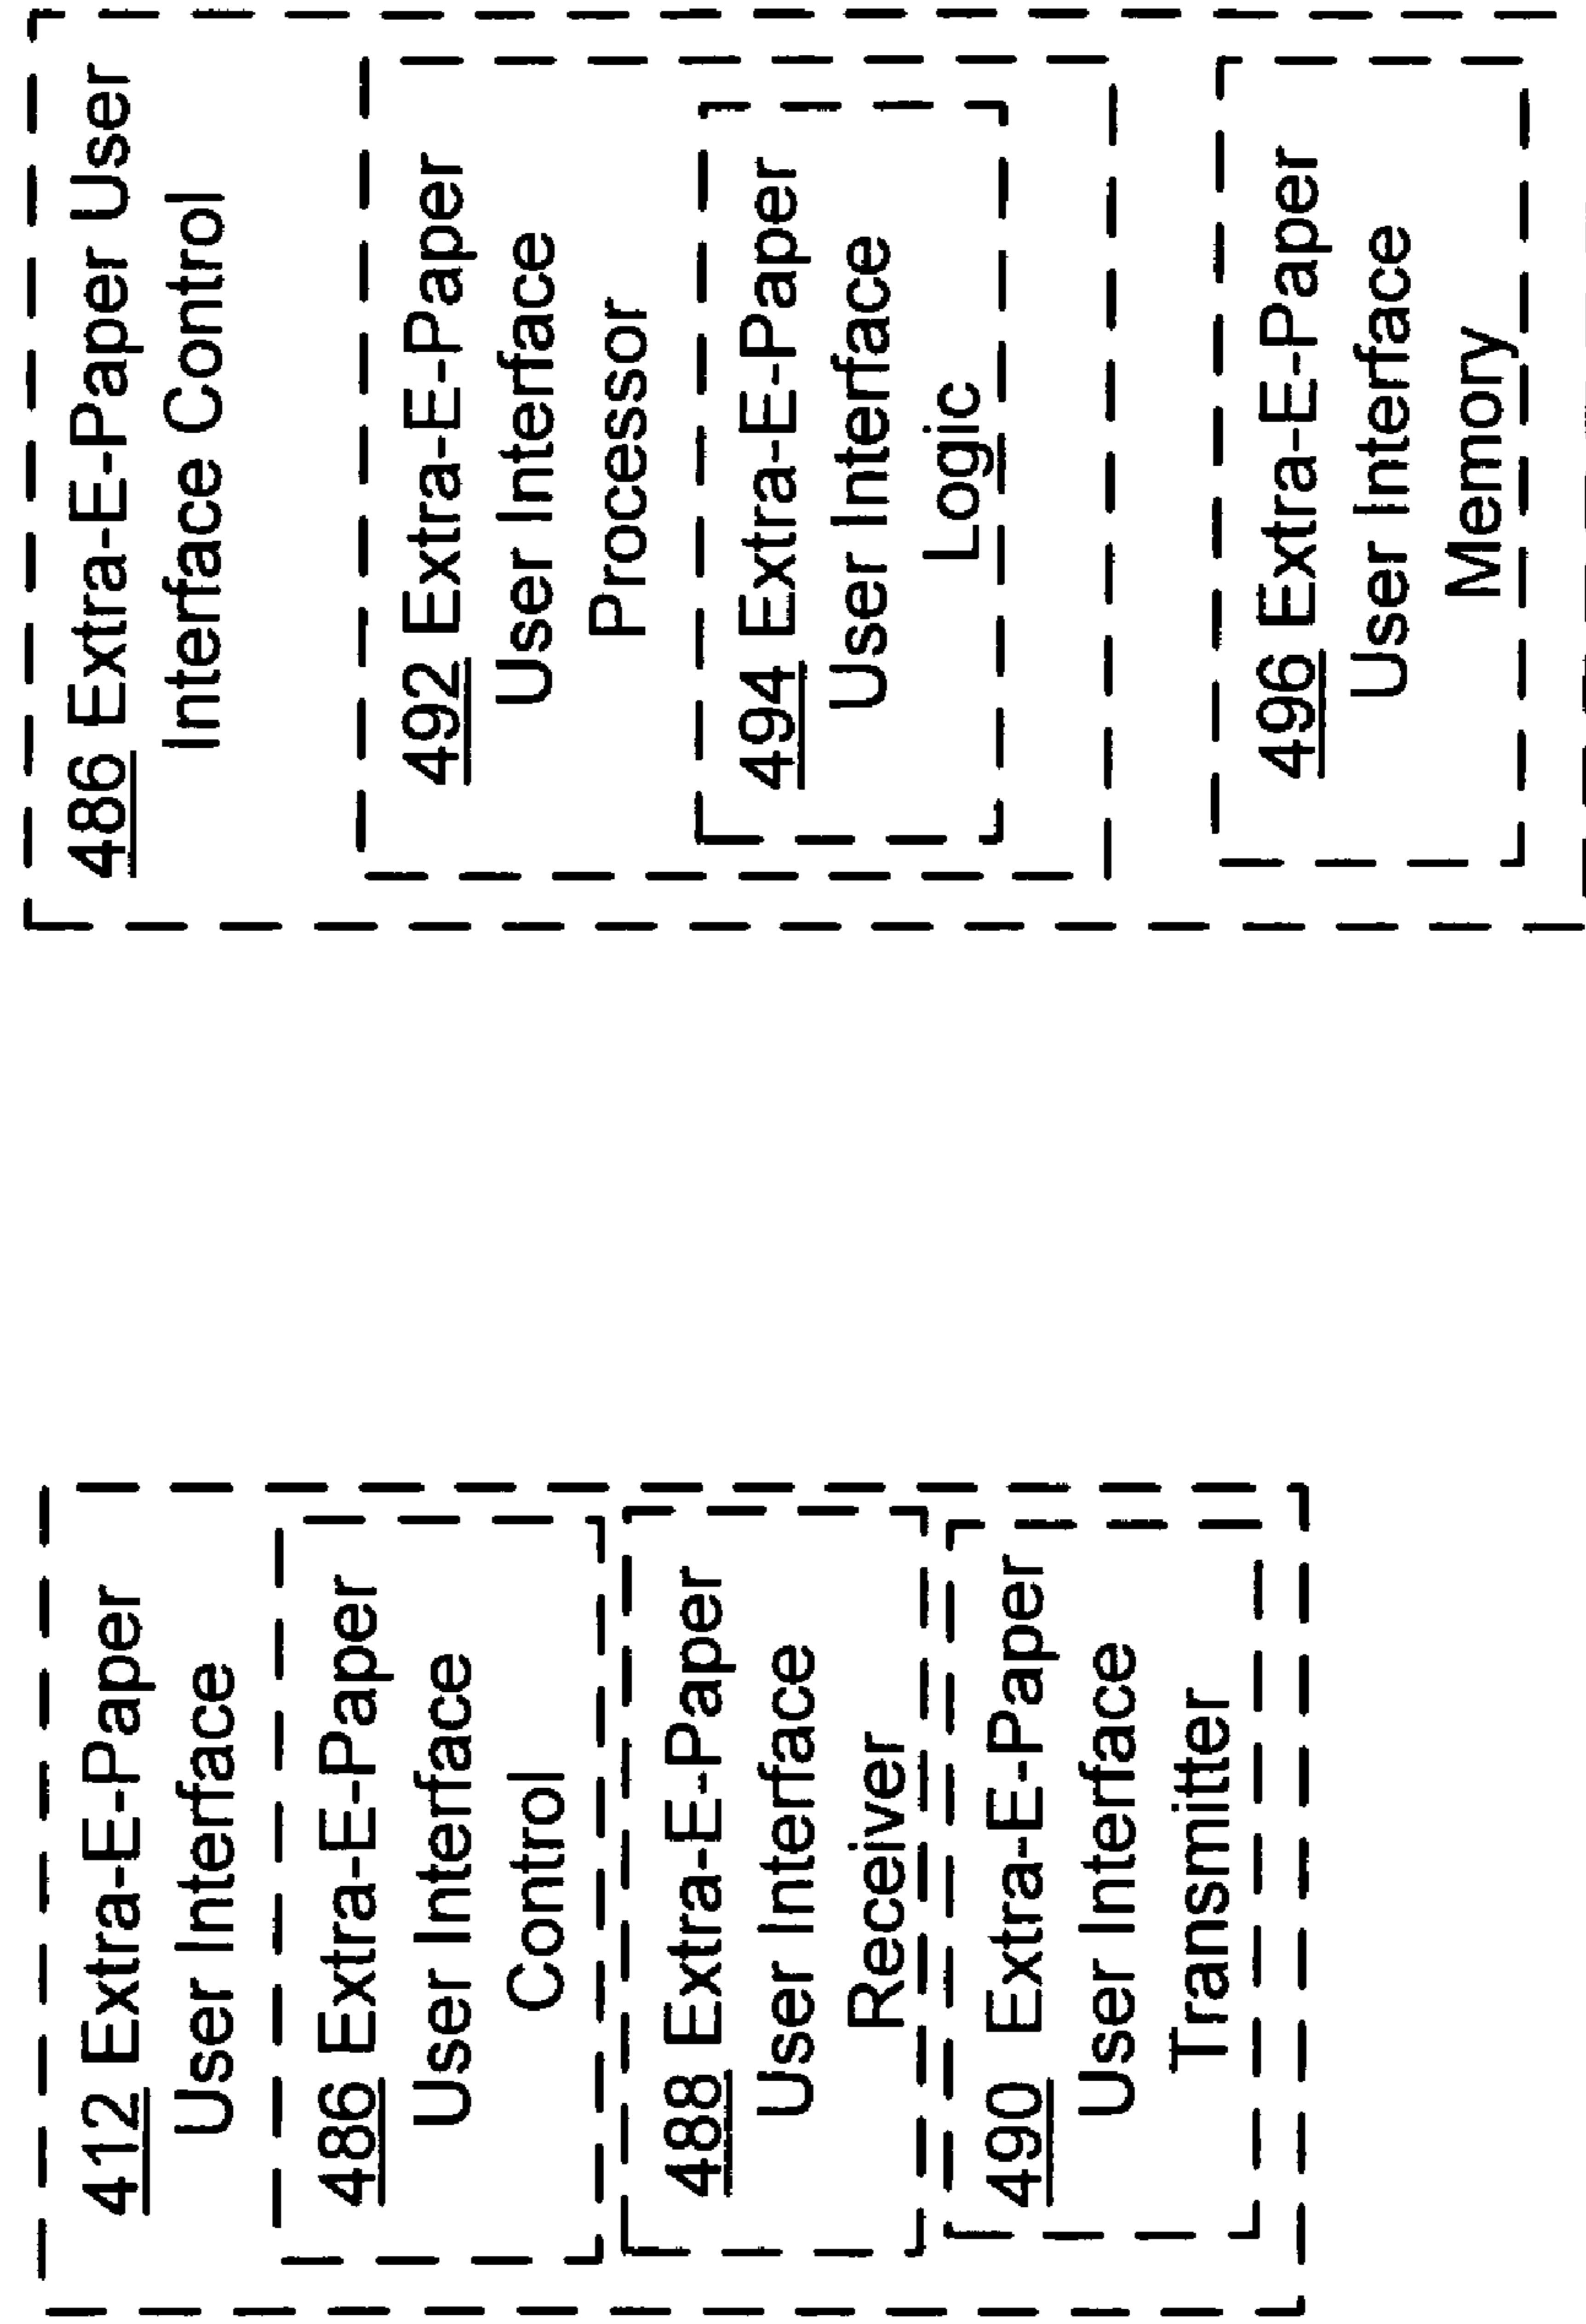 412 Extra-E-Paper
User Interface
486 Extra-E-Paper
User Interface
Control
488 Extra-E-Paper
User Interface
Receiver
490 Extra-E-Paper
User Interface
Transmitter
486 Extra-E-Paper User
Interface Control
492 Extra-E-Paper
User Interface
Processor
494 Extra-E-Paper
User Interface
Logic
496 Extra-E-Paper
User Interface
Memory